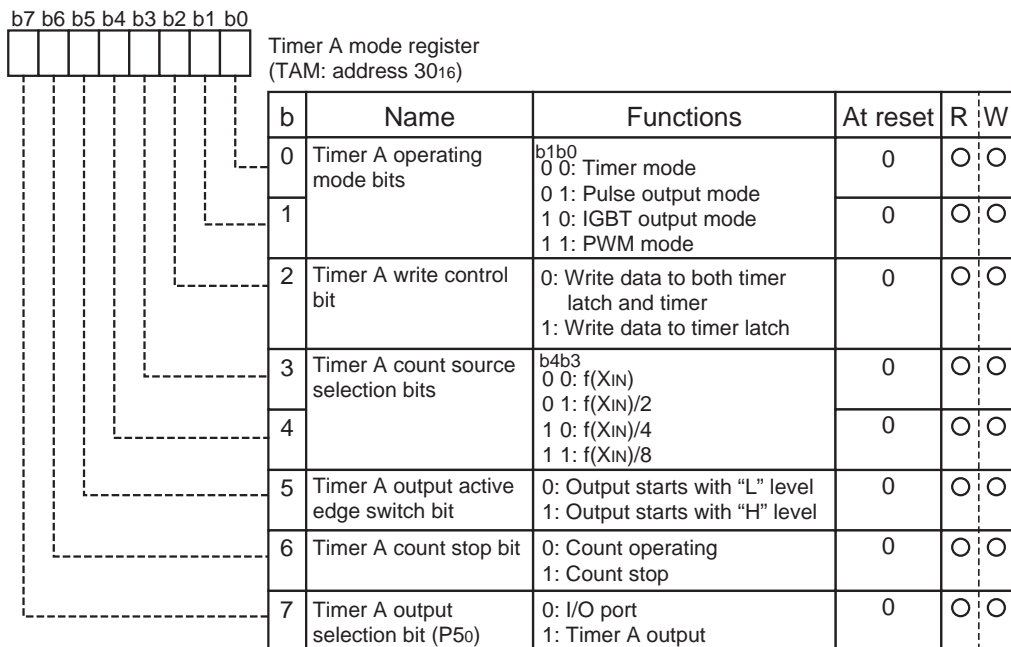 b7 b6 b5 b4 b3 b2 b1 b0
Timer A mode register
(TAM: address 3016)
b Name Functions At reset R W
0 Timer A operating mode bits
b1b0
0 0: Timer mode
0 1: Pulse output mode
1 0: IGBT output mode
1 1: PWM mode
0
1
0
2 Timer A write control bit
0: Write data to both timer
latch and timer
1: Write data to timer latch
0
3 Timer A count source selection bits
b4b3
0 0: f(XIN)
0 1: f(XIN)/2
1 0: f(XIN)/4
1 1: f(XIN)/8
0
4
0
5 Timer A output active edge switch bit
0: Output starts with “L” level
1: Output starts with “H” level
0
6 Timer A count stop bit
0: Count operating
1: Count stop
0
7 Timer A output selection bit (P50)
0: I/O port
1: Timer A output
0